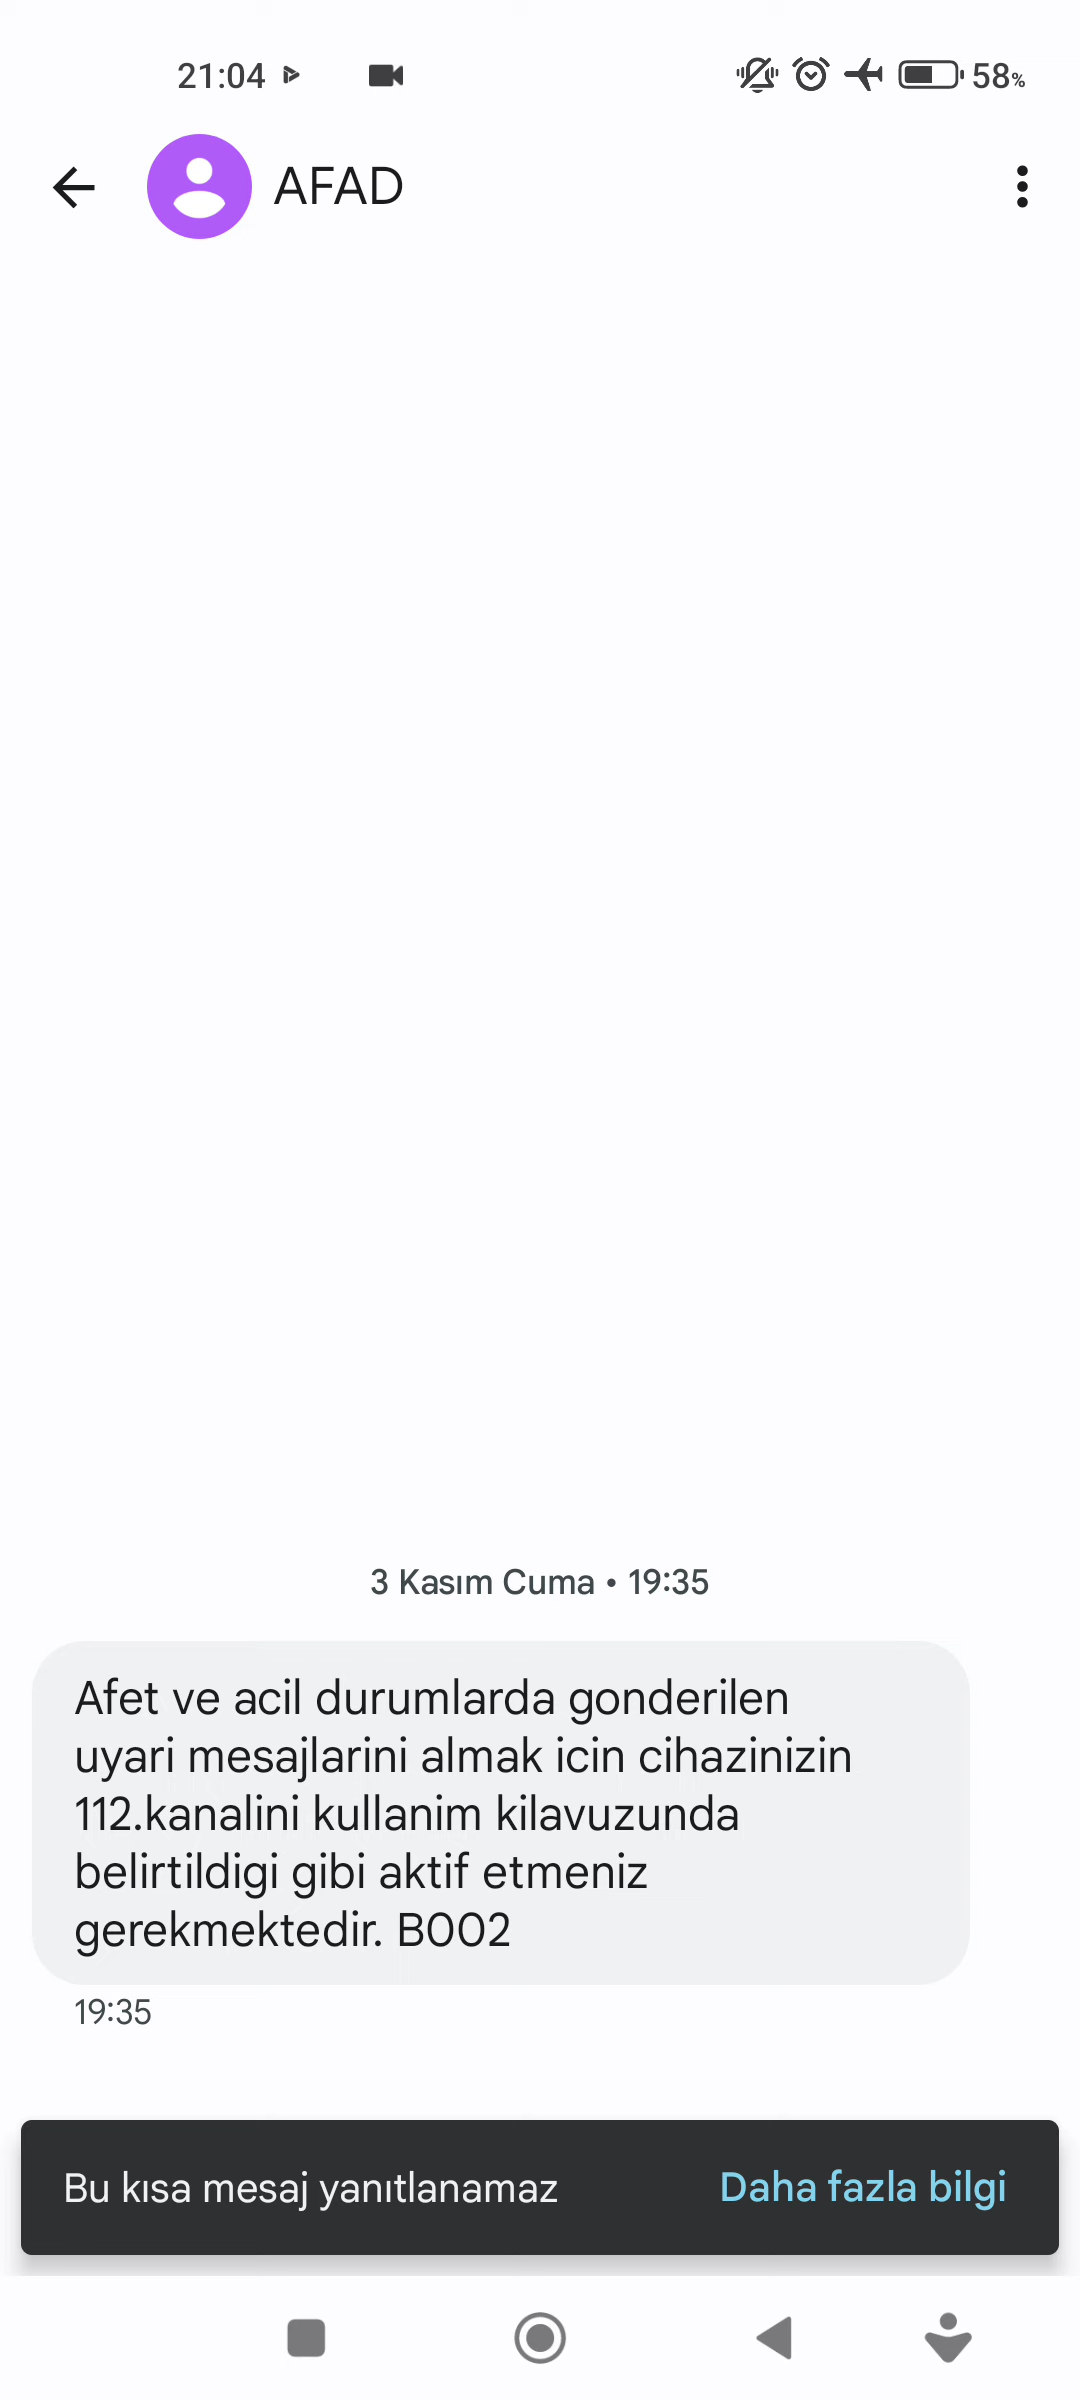 21:04
58%
AFAD
3 Kasım Cuma • 19:35
Afet ve acil durumlarda gonderilen
uyari mesajlarini almak icin cihazinizin
112.kanalini kullanim kilavuzunda
belirtildigi gibi aktif etmeniz
gerekmektedir. B002
19:35
Bu kısa mesaj yanıtlanamaz
Daha fazla bilgi